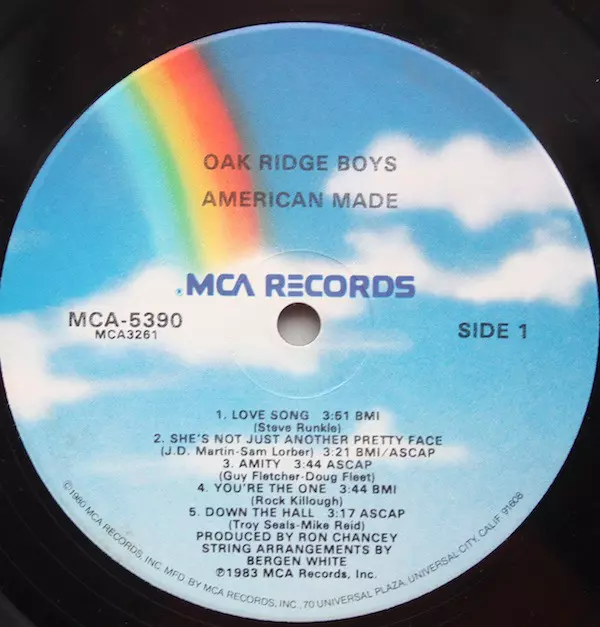 OAK RIDGE BOYS
AMERICAN MADE
MCA RECORDS
MCA-5390
MCA3261
SIDE 1
1. LOVE SONG 3:51 BMI
(Steve Runkle)
2. SHE'S NOT JUST ANOTHER PRETTY FACE
(J.D. Martin-Sam Lorber) 3:21 BMI/ASCAP
3. AMITY 3:44 ASCAP
(Guy Fletcher-Doug Fleet)
4. YOU'RE THE ONE 3:44 BMI
(Rock Killough)
5. DOWN THE HALL 3:17 ASCAP
(Troy Seals-Mike Reid)
PRODUCED BY RON CHANCEY
STRING ARRANGEMENTS BY
BERGEN WHITE
℗1983 MCA Records, Inc.
©1980 MCA RECORDS, INC. MFD. BY MCA RECORDS, INC., 70 UNIVERSAL PLAZA, UNIVERSAL CITY, CALIF. 91608